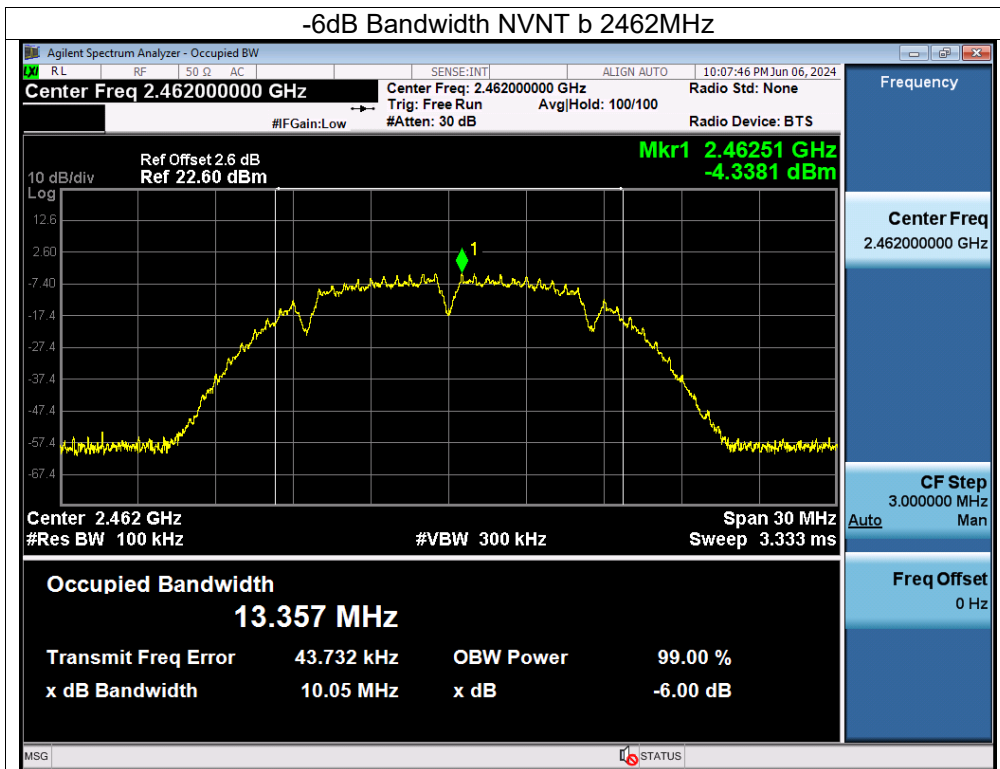 -6dB Bandwidth NVNT b 2462MHz
Agilent Spectrum Analyzer - Occupied BW
LXI RL RF 50 Ω AC SENSE:INT ALIGN AUTO 10:07:46 PM Jun 06, 2024
Center Freq 2.462000000 GHz
Center Freq: 2.462000000 GHz Radio Std: None
Trig: Free Run Avg|Hold: 100/100
#IFGain:Low #Atten: 30 dB Radio Device: BTS
Mkr1 2.46251 GHz
-4.3381 dBm
Ref Offset 2.6 dB
10 dB/div Ref 22.60 dBm
Log
12.6
2.60
-7.40
-17.4
-27.4
-37.4
-47.4
-57.4
-67.4
1
Center 2.462 GHz Span 30 MHz
#Res BW 100 kHz #VBW 300 kHz Sweep 3.333 ms
Occupied Bandwidth
13.357 MHz
Transmit Freq Error 43.732 kHz OBW Power 99.00 %
x dB Bandwidth 10.05 MHz x dB -6.00 dB
MSG STATUS
Frequency
Center Freq
2.462000000 GHz
CF Step
3.000000 MHz
Auto Man
Freq Offset
0 Hz